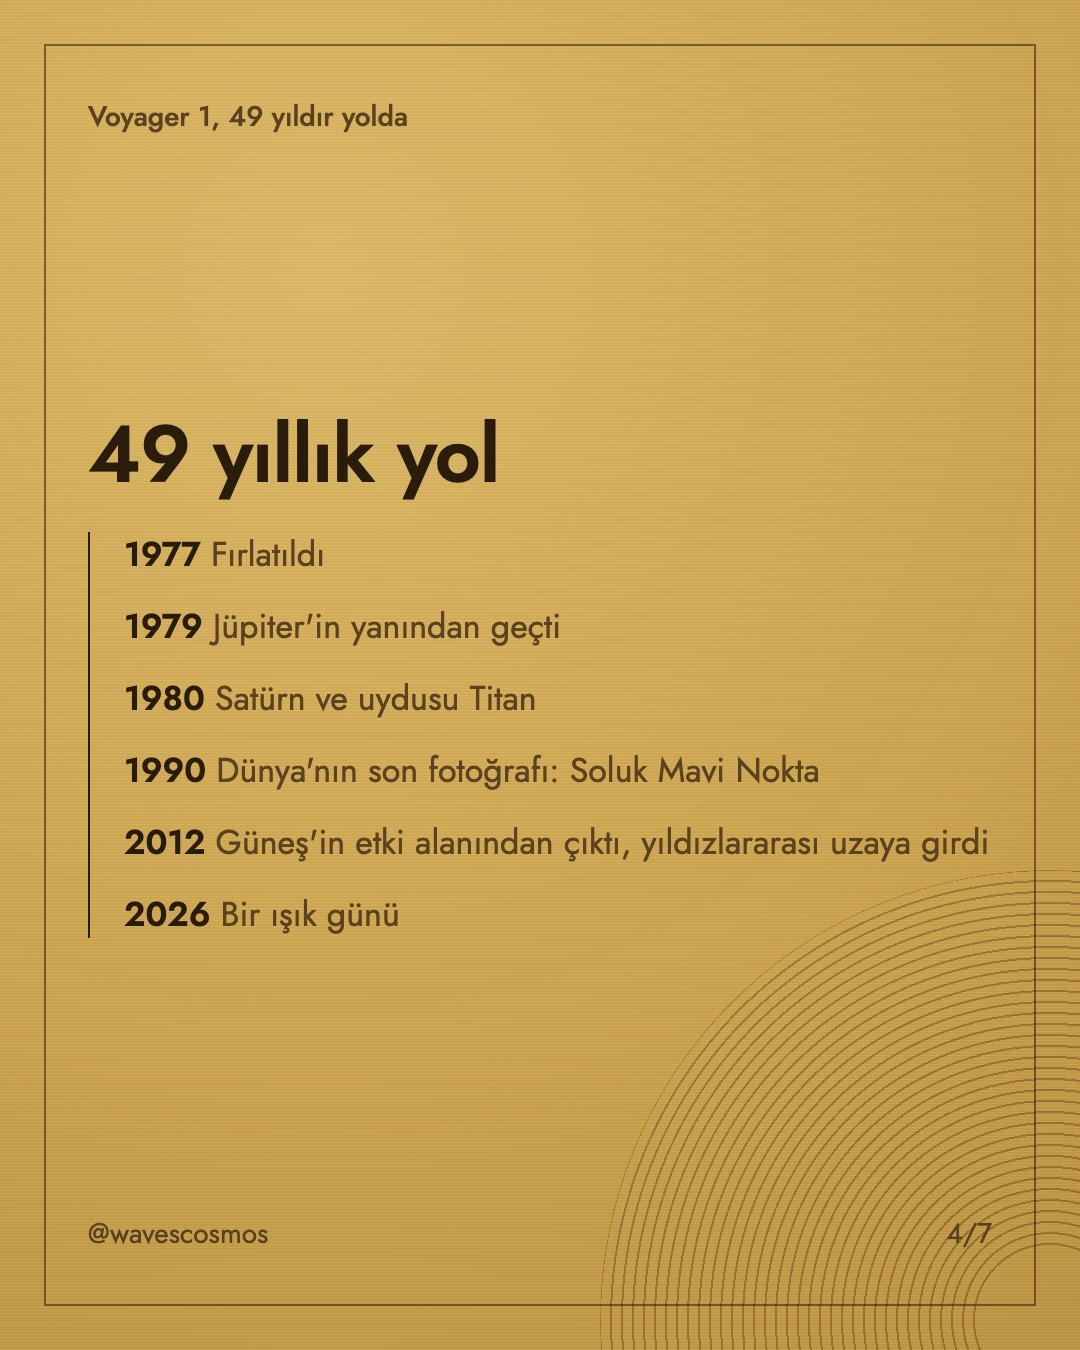 Voyager 1, 49 yıldır yolda
49 yıllık yol
1977 Fırlatıldı
1979 Jüpiter'in yanından geçti
1980 Satürn ve uydusu Titan
1990 Dünya'nın son fotoğrafı: Soluk Mavi Nokta
2012 Güneş'in etki alanından çıktı, yıldızlararası uzaya girdi
2026 Bir ışık günü
@wavescosmos
4/7